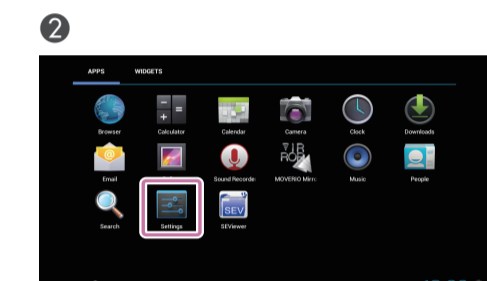 2
APPS WIDGETS
Browser Calculator Calendar Camera Clock Downloads
Email Sound Recorder MOVERIO Mirr Music People
Search Settings SEViewer
SEV